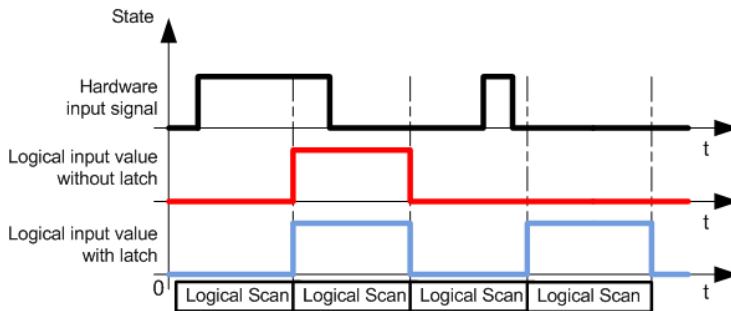 State
Hardware
input signal
t
Logical input value
without latch
t
Logical input value
with latch
0
t
Logical Scan Logical Scan Logical Scan Logical Scan